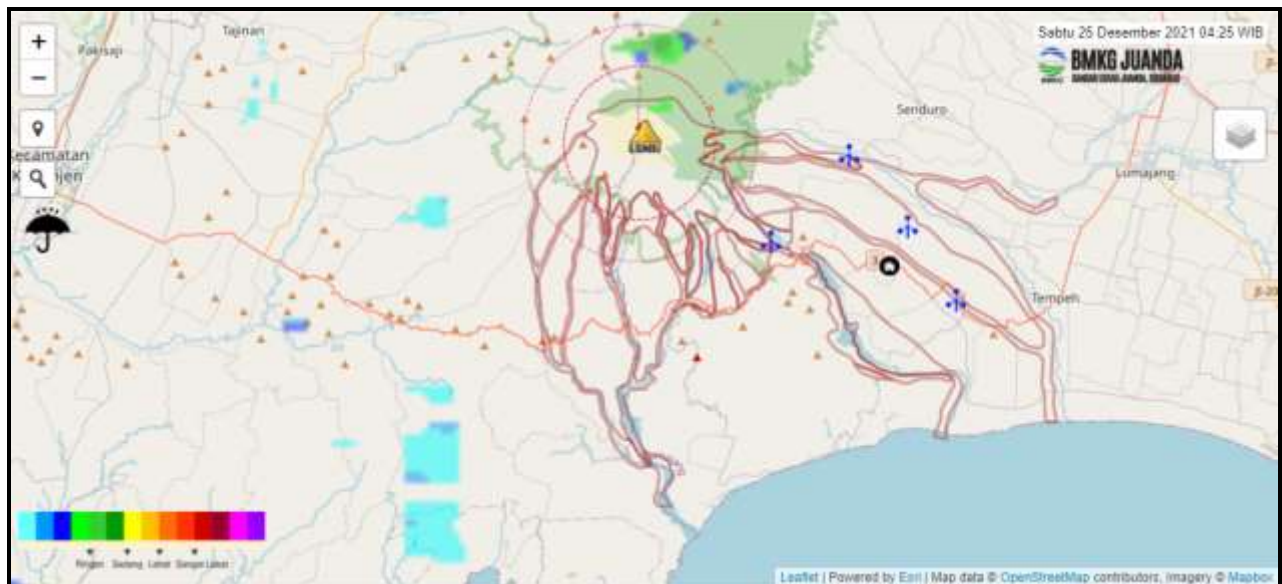 +
−
Pakisaji
Tajinan
Sabtu 25 Desember 2021 04:25 WIB
BMKG JUANDA
Senduro
Lumajang
Kecamatan
Tempeh
Ringan Sedang Lebat Sangat Lebat
Leaflet | Powered by Esri | Map data © OpenStreetMap contributors, Imagery © Mapbox